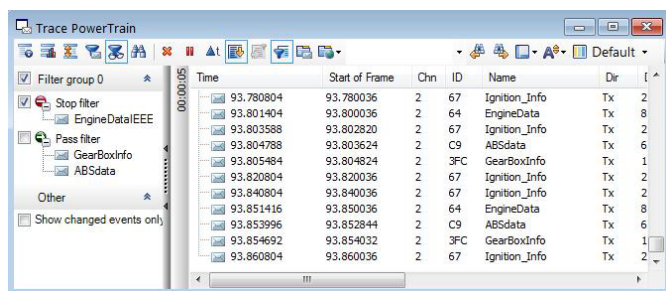 Trace PowerTrain
Δt
A
Default
Filter group 0
Stop filter
EngineDataIEEE
Pass filter
GearBoxInfo
ABSdata
Other
Show changed events only
00:00:05
Time Start of Frame Chn ID Name Dir
93.780804 93.780036 2 67 Ignition_Info Tx 2
93.801404 93.800036 2 64 EngineData Tx 8
93.803588 93.802820 2 67 Ignition_Info Tx 2
93.804788 93.803624 2 C9 ABSdata Tx 6
93.805484 93.804824 2 3FC GearBoxInfo Tx 1
93.820804 93.820036 2 67 Ignition_Info Tx 2
93.840804 93.840036 2 67 Ignition_Info Tx 2
93.851416 93.850036 2 64 EngineData Tx 8
93.853996 93.852844 2 C9 ABSdata Tx 6
93.854692 93.854032 2 3FC GearBoxInfo Tx 1
93.860804 93.860036 2 67 Ignition_Info Tx 2